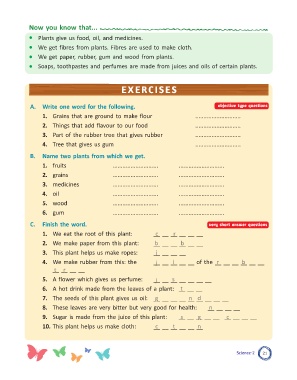 Now you know that...
• Plants give us food, oil, and medicines.
• We get fibres from plants. Fibres are used to make cloth.
• We get paper, rubber, gum and wood from plants.
• Soaps, toothpastes and perfumes are made from juices and oils of certain plants.
EXERCISES
objective type questions
A. Write one word for the following.
1. Grains that are ground to make flour ........................
2. Things that add flavour to our food ........................
3. Part of the rubber tree that gives rubber ........................
4. Tree that gives us gum ........................
B. Name two plants from which we get.
1. fruits ........................ ........................
2. grains ........................ ........................
3. medicines ........................ ........................
4. oil ........................ ........................
5. wood ........................ ........................
6. gum ........................ ........................
C. Finish the word.
very short answer questions
1. We eat the root of this plant:
2. We make paper from this plant: b _ _ b _ _
3. This plant helps us make ropes:
4. We make rubber from this: the _ _ _ _ _ of the r _ _ b _ _
5. A flower which gives us perfume:
6. A hot drink made from the leaves of a plant: t _ _
7. The seeds of this plant gives us oil: g _ _ _ n d _ _ _
8. These leaves are very bitter but very good for health: n _ _ _
9. Sugar is made from the juice of this plant:
10. This plant helps us make cloth:
Science-2 21